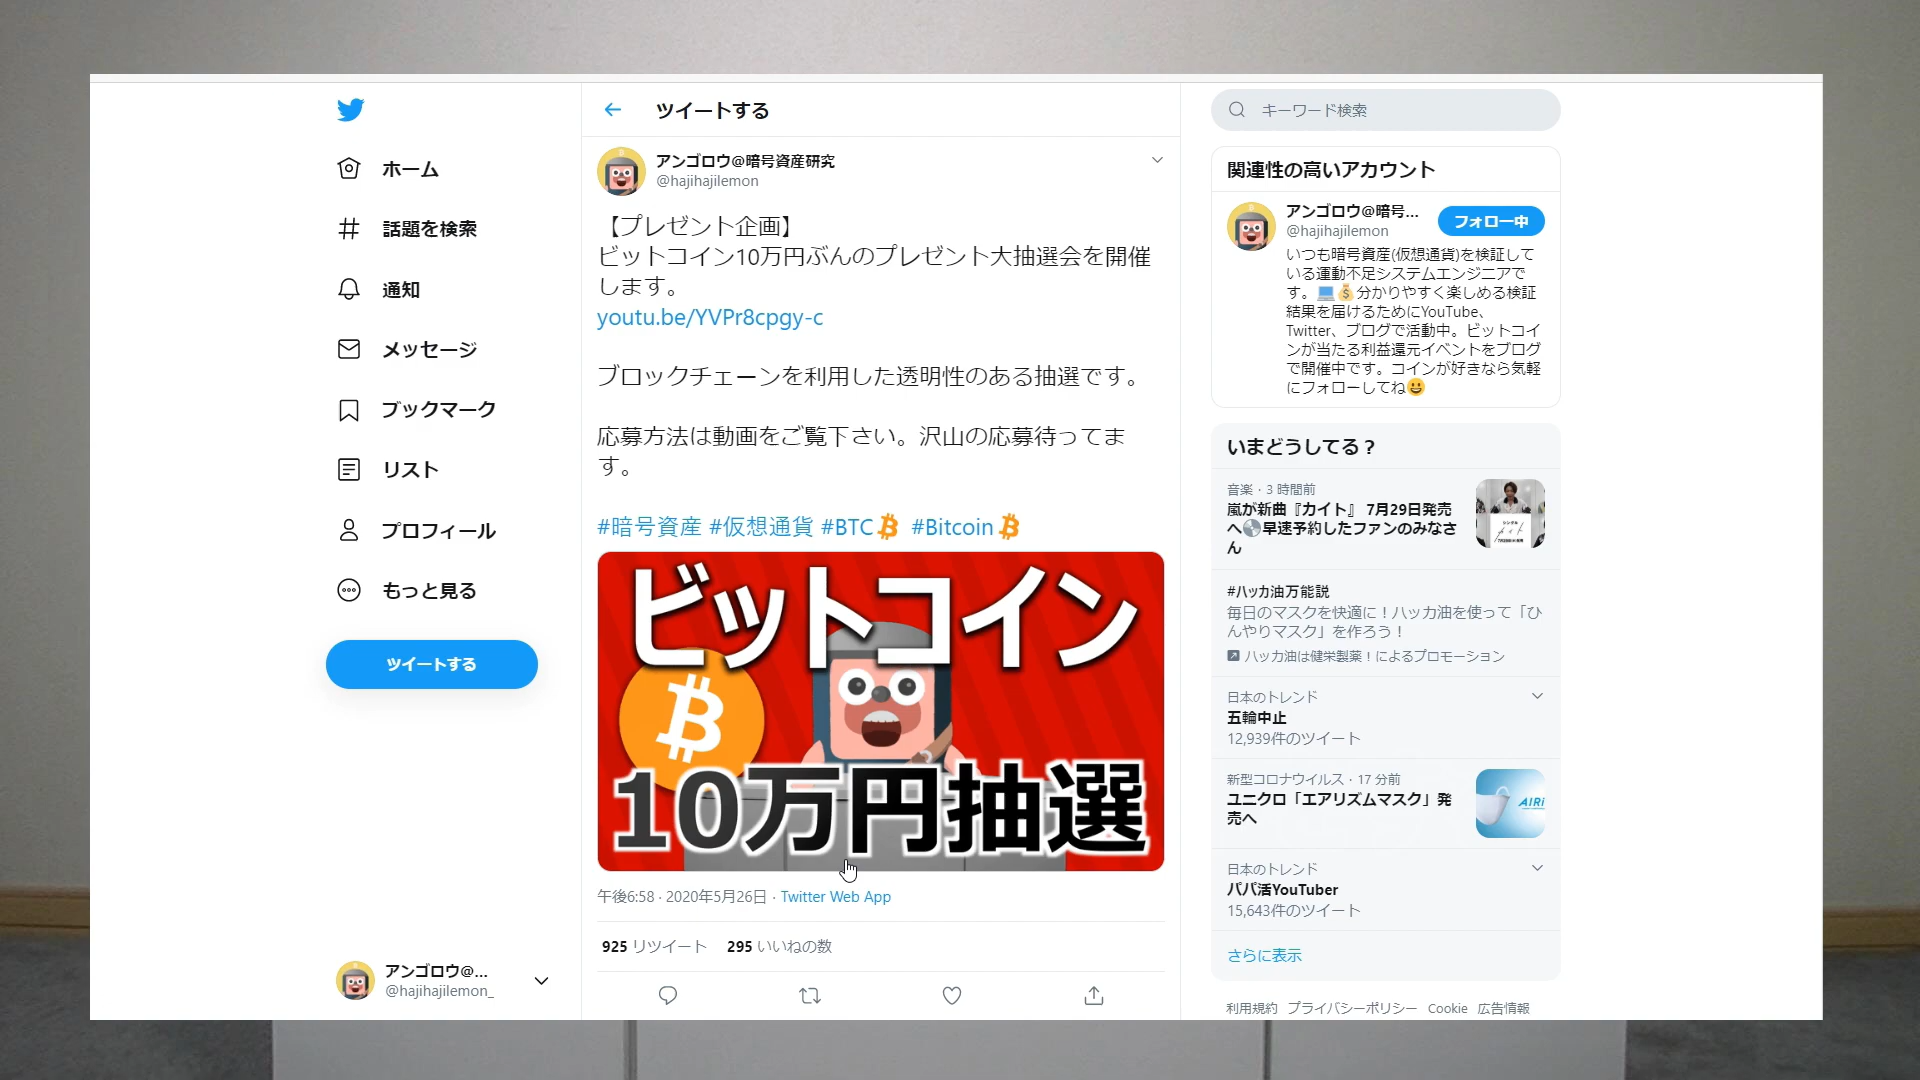 ホーム
話題を検索
通知
メッセージ
ブックマーク
リスト
プロフィール
もっと見る
ツイートする
アンゴロウ@...
@hajihajilemon_
ツイートする
アンゴロウ@暗号資産研究
@hajihajilemon
【プレゼント企画】
ビットコイン10万円ぶんのプレゼント大抽選会を開催
します。
youtu.be/YVPr8cpgy-c
ブロックチェーンを利用した透明性のある抽選です。
応募方法は動画をご覧下さい。沢山の応募待ってま
す。
#暗号資産 #仮想通貨 #BTC #Bitcoin
ビットコイン
10万円抽選
午後6:58 · 2020年5月26日 · Twitter Web App
925 リツイート 295 いいねの数
キーワード検索
関連性の高いアカウント
アンゴロウ@暗号...
@hajihajilemon
フォロー中
いつも暗号資産(仮想通貨)を検証して
いる運動不足システムエンジニアで
す。💻💰分かりやすく楽しめる検証
結果を届けるためにYouTube、
Twitter、ブログで活動中。ビットコイ
ンが当たる利益還元イベントをブログ
で開催中です。コインが好きなら気軽
にフォローしてね😀
いまどうしてる？
音楽 · 3 時間前
嵐が新曲『カイト』 7月29日発売
へ💿早速予約したファンのみなさ
ん
#ハッカ油万能説
毎日のマスクを快適に！ハッカ油を使って「ひ
んやりマスク」を作ろう！
ハッカ油は健栄製薬！によるプロモーション
日本のトレンド
五輪中止
12,939件のツイート
新型コロナウイルス · 17 分前
ユニクロ「エアリズムマスク」発
売へ
AIRi
日本のトレンド
パパ活YouTuber
15,643件のツイート
さらに表示
利用規約 プライバシーポリシー Cookie 広告情報